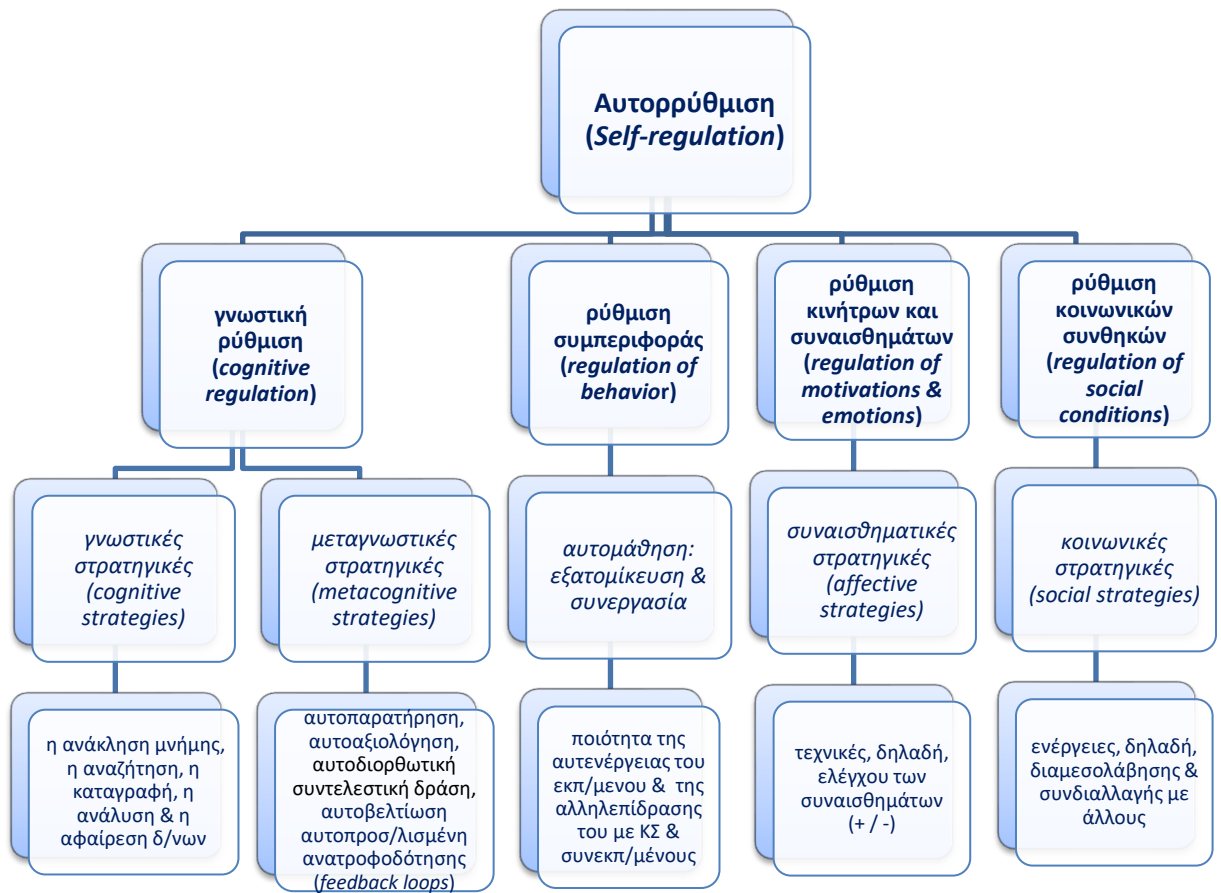 Αυτορρύθμιση
(Self-regulation)
γνωστική
ρύθμιση
(cognitive
regulation)
ρύθμιση
συμπεριφοράς
(regulation of
behavior)
ρύθμιση
κινήτρων και
συναισθημάτων
(regulation of
motivations &
emotions)
ρύθμιση
κοινωνικών
συνθηκών
(regulation of
social
conditions)
γνωστικές
στρατηγικές
(cognitive
strategies)
μεταγνωστικές
στρατηγικές
(metacognitive
strategies)
αυτομάθηση:
εξατομίκευση &
συνεργασία
συναισθηματικές
στρατηγικές
(affective
strategies)
κοινωνικές
στρατηγικές
(social strategies)
η ανάκληση μνήμης,
η αναζήτηση, η
καταγραφή, η
ανάλυση & η
αφαίρεση δ/νων
αυτοπαρατήρηση,
αυτοαξιολόγηση,
αυτοδιορθωτική
συντελεστική δράση,
αυτοβελτίωση
αυτοπροσ/λισμένη
ανατροφοδότησης
(feedback loops)
ποιότητα της
αυτενέργειας του
εκπ/μενου & της
αλληλεπίδρασης
του με ΚΣ &
συνεκπ/μένους
τεχνικές, δηλαδή,
ελέγχου των
συναισθημάτων
(+ / -)
ενέργειες, δηλαδή,
διαμεσολάβησης &
συνδιαλλαγής με
άλλους